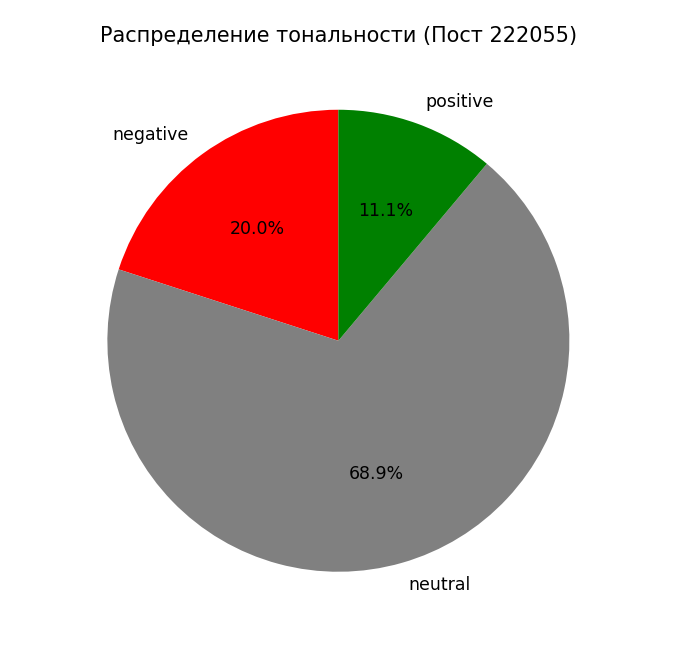 Распределение тональности (Пост 222055)
positive
negative
11.1%
20.0%
68.9%
neutral